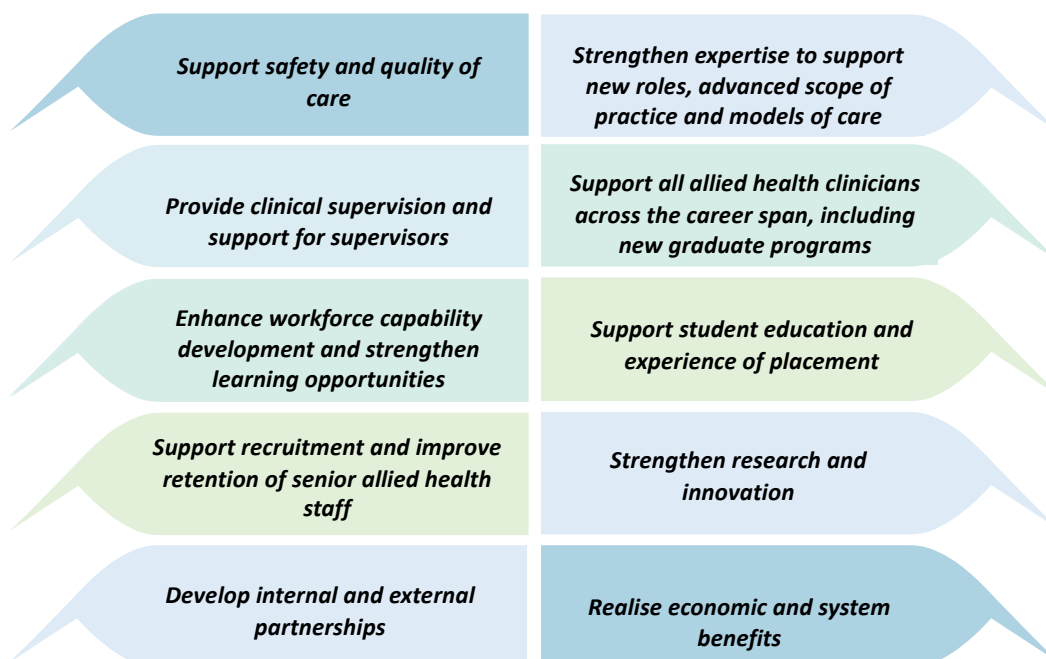 Support safety and quality of
care
Strengthen expertise to support
new roles, advanced scope of
practice and models of care
Provide clinical supervision and
support for supervisors
Support all allied health clinicians
across the career span, including
new graduate programs
Enhance workforce capability
development and strengthen
learning opportunities
Support student education and
experience of placement
Support recruitment and improve
retention of senior allied health
staff
Strengthen research and
innovation
Develop internal and external
partnerships
Realise economic and system
benefits